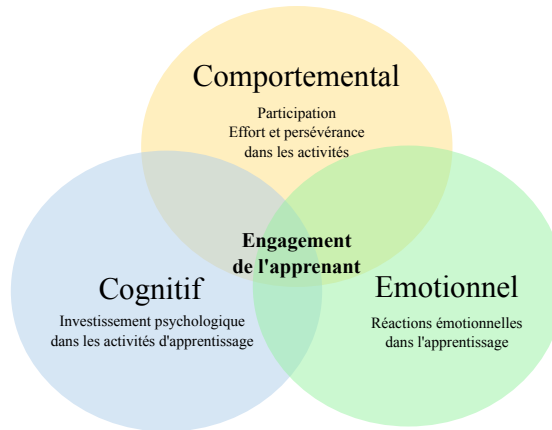 Comportemental
Participation
Effort et persévérance
dans les activités
Engagement
de l'apprenant
Cognitif
Investissement psychologique
dans les activités d'apprentissage
Emotionnel
Réactions émotionnelles
dans l'apprentissage